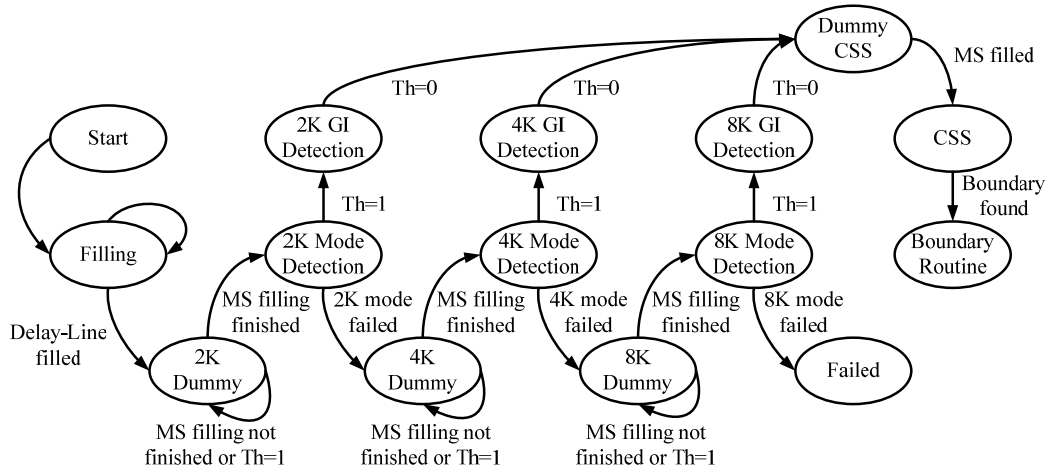 Dummy
CSS
MS filled
Th=0
Th=0
Th=0
Start
2K GI
Detection
4K GI
Detection
8K GI
Detection
CSS
Th=1
Th=1
Th=1
Boundary
found
Filling
2K Mode
Detection
4K Mode
Detection
8K Mode
Detection
Boundary
Routine
Delay-Line
filled
MS filling
finished
2K mode
failed
MS filling
finished
4K mode
failed
MS filling
finished
8K mode
failed
2K
Dummy
4K
Dummy
8K
Dummy
Failed
MS filling not
finished or Th=1
MS filling not
finished or Th=1
MS filling not
finished or Th=1